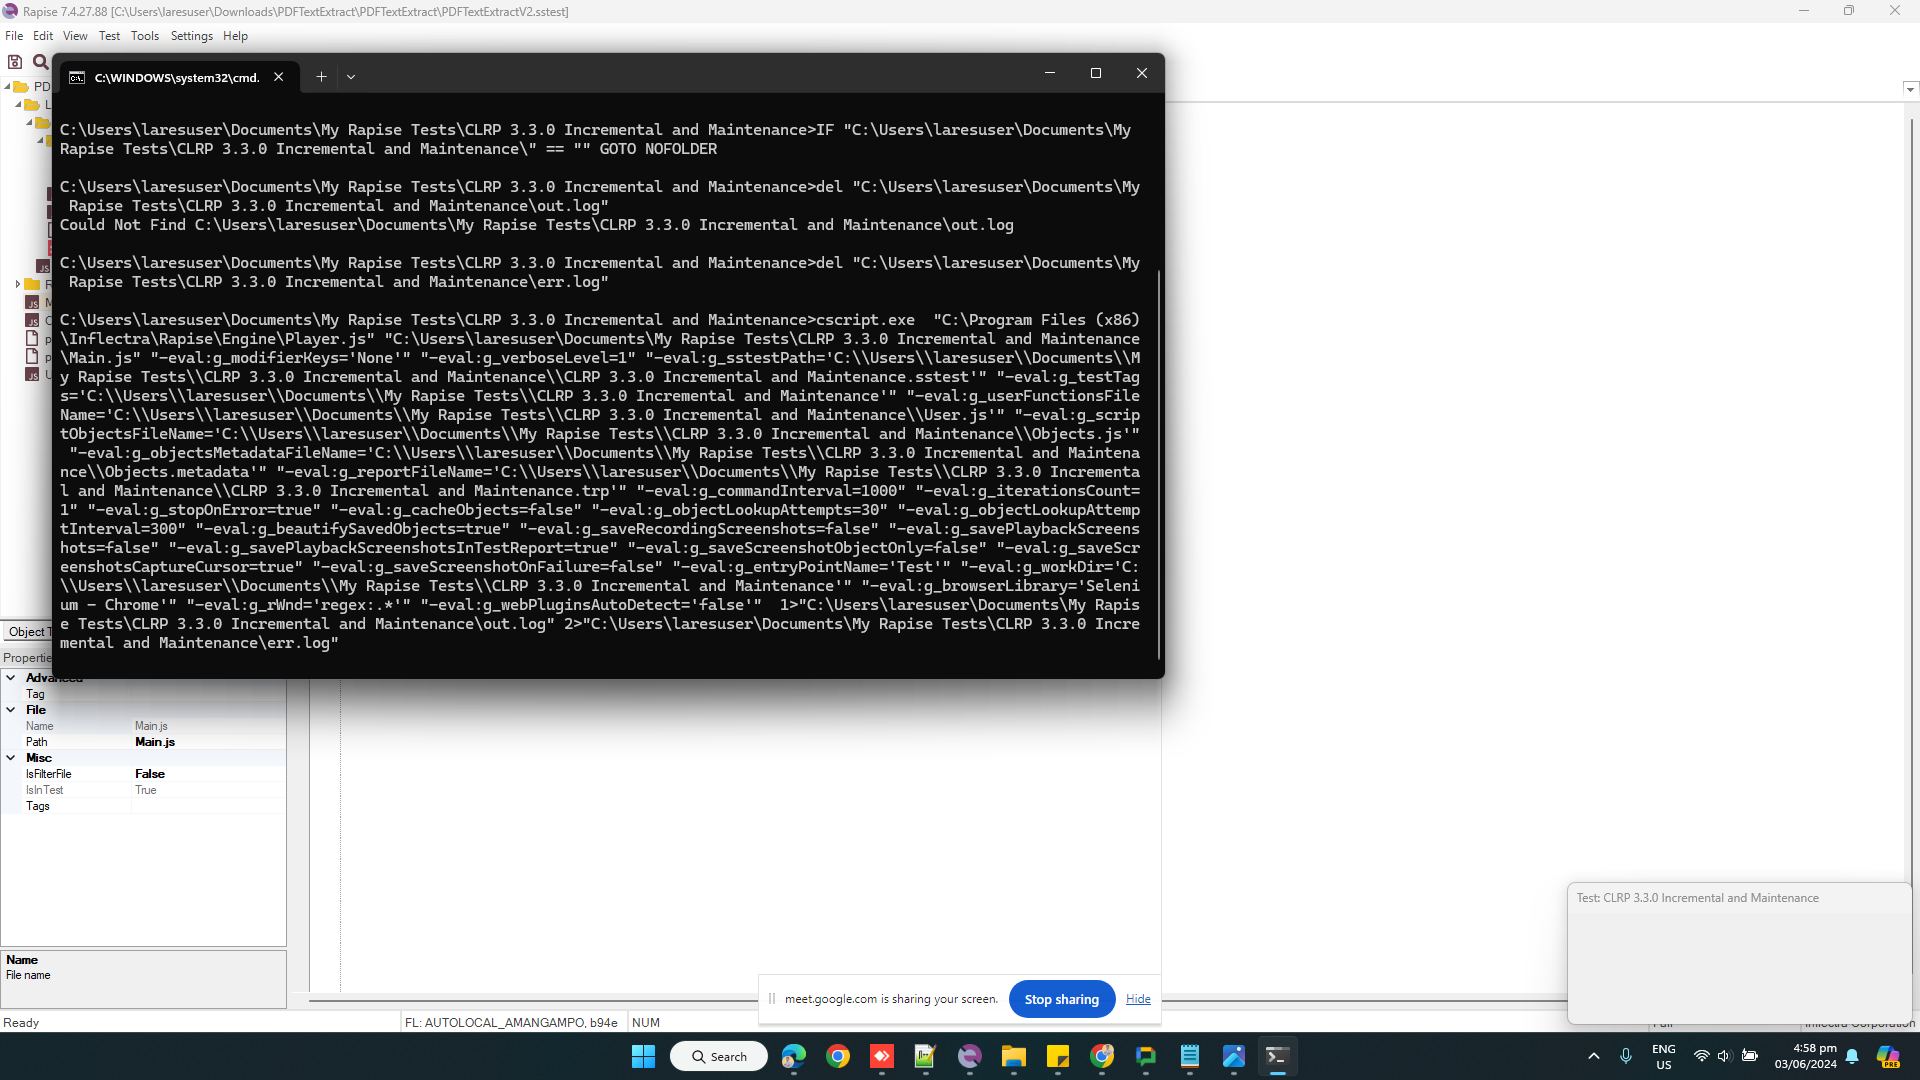 Rapise 7.4.27.88 [C:\Users\laresuser\Downloads\PDFTextExtract\PDFTextExtract\PDFTextExtractV2.sstest]
File Edit View Test Tools Settings Help
C:\WINDOWS\system32\cmd.
C:\Users\laresuser\Documents\My Rapise Tests\CLRP 3.3.0 Incremental and Maintenance>IF "C:\Users\laresuser\Documents\My
Rapise Tests\CLRP 3.3.0 Incremental and Maintenance\" == "" GOTO NOFOLDER
C:\Users\laresuser\Documents\My Rapise Tests\CLRP 3.3.0 Incremental and Maintenance>del "C:\Users\laresuser\Documents\My
Rapise Tests\CLRP 3.3.0 Incremental and Maintenance\out.log"
Could Not Find C:\Users\laresuser\Documents\My Rapise Tests\CLRP 3.3.0 Incremental and Maintenance\out.log
C:\Users\laresuser\Documents\My Rapise Tests\CLRP 3.3.0 Incremental and Maintenance>del "C:\Users\laresuser\Documents\My
Rapise Tests\CLRP 3.3.0 Incremental and Maintenance\err.log"
C:\Users\laresuser\Documents\My Rapise Tests\CLRP 3.3.0 Incremental and Maintenance>cscript.exe  "C:\Program Files (x86)
\Inflectra\Rapise\Engine\Player.js" "C:\Users\laresuser\Documents\My Rapise Tests\CLRP 3.3.0 Incremental and Maintenance
\Main.js" "-eval:g_modifierKeys='None'" "-eval:g_verboseLevel=1" "-eval:g_sstestPath='C:\\Users\\laresuser\\Documents\\M
y Rapise Tests\\CLRP 3.3.0 Incremental and Maintenance\\CLRP 3.3.0 Incremental and Maintenance.sstest'" "-eval:g_testTag
s='C:\\Users\\laresuser\\Documents\\My Rapise Tests\\CLRP 3.3.0 Incremental and Maintenance'" "-eval:g_userFunctionsFile
Name='C:\\Users\\laresuser\\Documents\\My Rapise Tests\\CLRP 3.3.0 Incremental and Maintenance\\User.js'" "-eval:g_scrip
tObjectsFileName='C:\\Users\\laresuser\\Documents\\My Rapise Tests\\CLRP 3.3.0 Incremental and Maintenance\\Objects.js'"
"-eval:g_objectsMetadataFileName='C:\\Users\\laresuser\\Documents\\My Rapise Tests\\CLRP 3.3.0 Incremental and Maintena
nce\\Objects.metadata'" "-eval:g_reportFileName='C:\\Users\\laresuser\\Documents\\My Rapise Tests\\CLRP 3.3.0 Incrementa
l and Maintenance\\CLRP 3.3.0 Incremental and Maintenance.trp'" "-eval:g_commandInterval=1000" "-eval:g_iterationsCount=
1" "-eval:g_stopOnError=true" "-eval:g_cacheObjects=false" "-eval:g_objectLookupAttempts=30" "-eval:g_objectLookupAttemp
tInterval=300" "-eval:g_beautifySavedObjects=true" "-eval:g_saveRecordingScreenshots=false" "-eval:g_savePlaybackScreens
hots=false" "-eval:g_savePlaybackScreenshotsInTestReport=true" "-eval:g_saveScreenshotObjectOnly=false" "-eval:g_saveScr
eenshotsCaptureCursor=true" "-eval:g_saveScreenshotOnFailure=false" "-eval:g_entryPointName='Test'" "-eval:g_workDir='C:
\\Users\\laresuser\\Documents\\My Rapise Tests\\CLRP 3.3.0 Incremental and Maintenance'" "-eval:g_browserLibrary='Seleni
um - Chrome'" "-eval:g_rWnd='regex:.*'" "-eval:g_webPluginsAutoDetect='false'"  1>"C:\Users\laresuser\Documents\My Rapis
e Tests\CLRP 3.3.0 Incremental and Maintenance\out.log" 2>"C:\Users\laresuser\Documents\My Rapise Tests\CLRP 3.3.0 Incre
mental and Maintenance\err.log"
PD
Object T
Propertie
Advanced
Tag
File
Name Main.js
Path Main.js
Misc
IsFilterFile False
IsInTest True
Tags
Name
File name
Test: CLRP 3.3.0 Incremental and Maintenance
meet.google.com is sharing your screen. Stop sharing Hide
Ready FL: AUTOLOCAL_AMANGAMPO, b94e NUM
Search
ENG
US
4:58 pm
03/06/2024
PRE